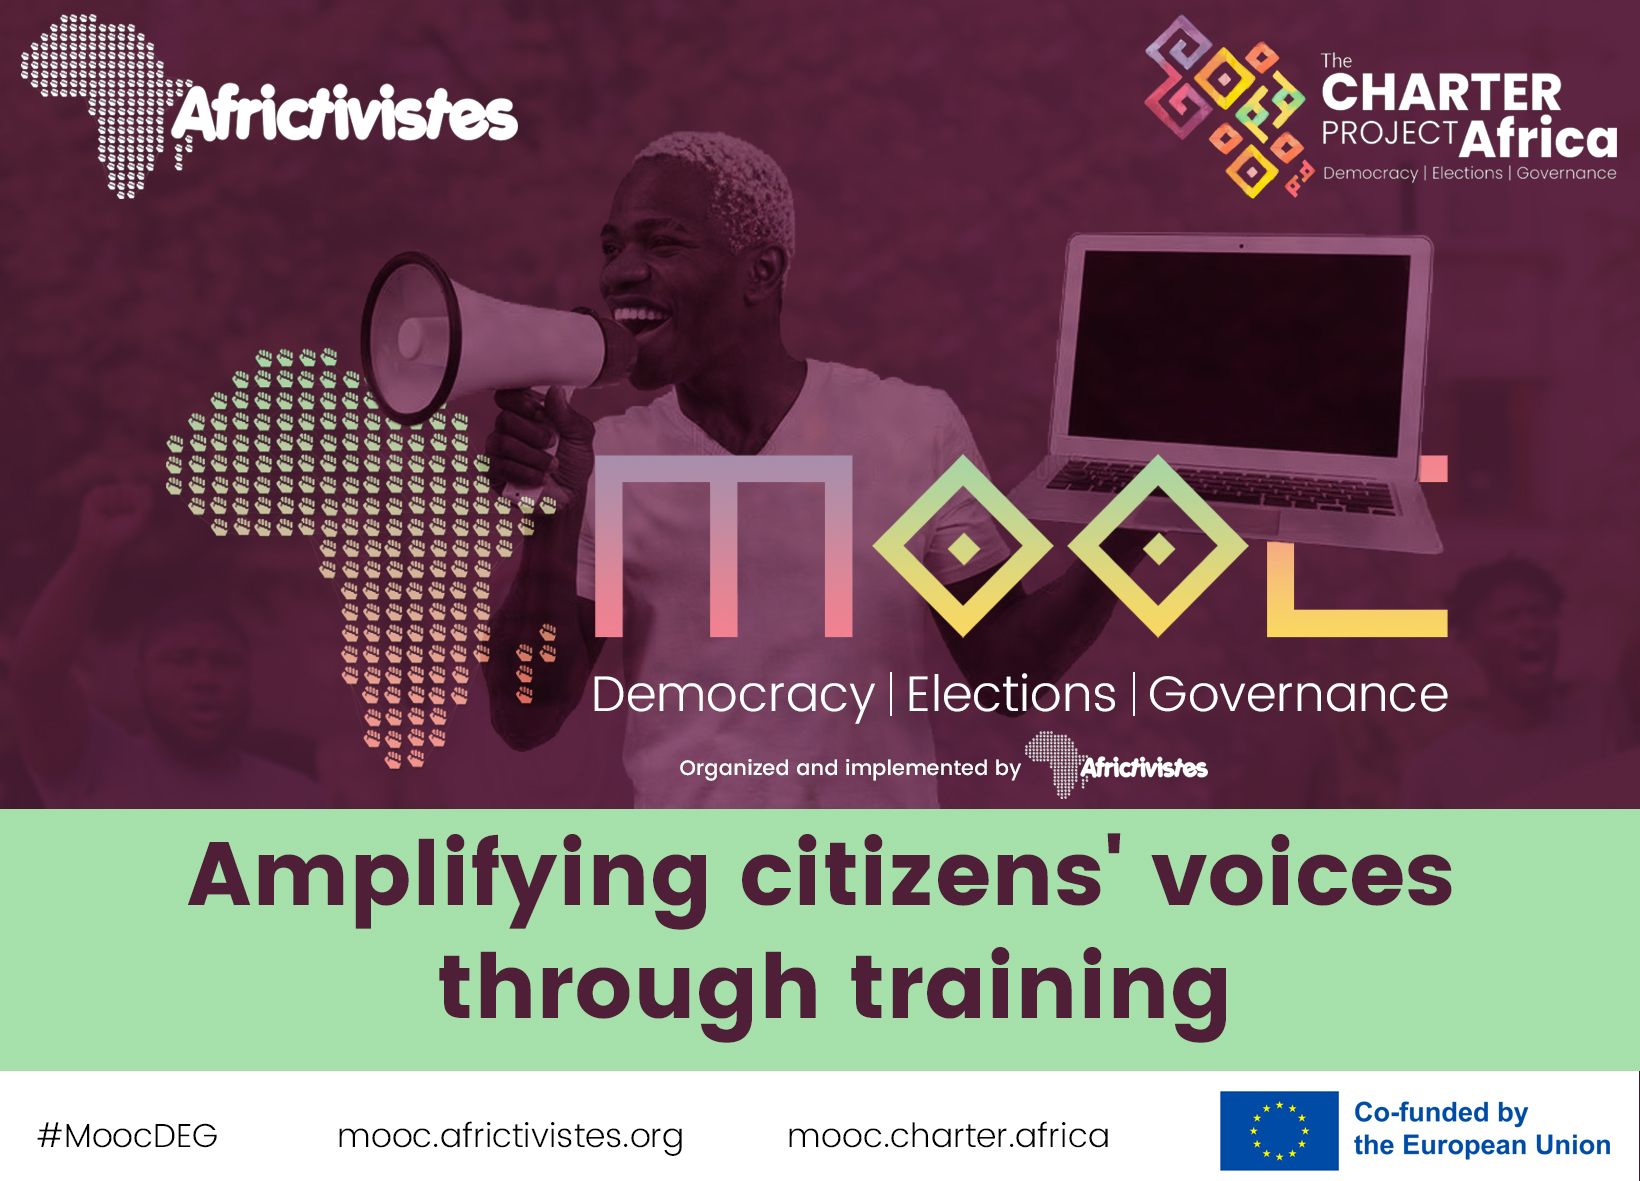 Africtivistes
The
CHARTER
PROJECT Africa
Democracy | Elections | Governance
MOOC
Democracy | Elections | Governance
Organized and implemented by Africtivistes
Amplifying citizens' voices
through training
#MoocDEG
mooc.africtivistes.org
mooc.charter.africa
Co-funded by
the European Union